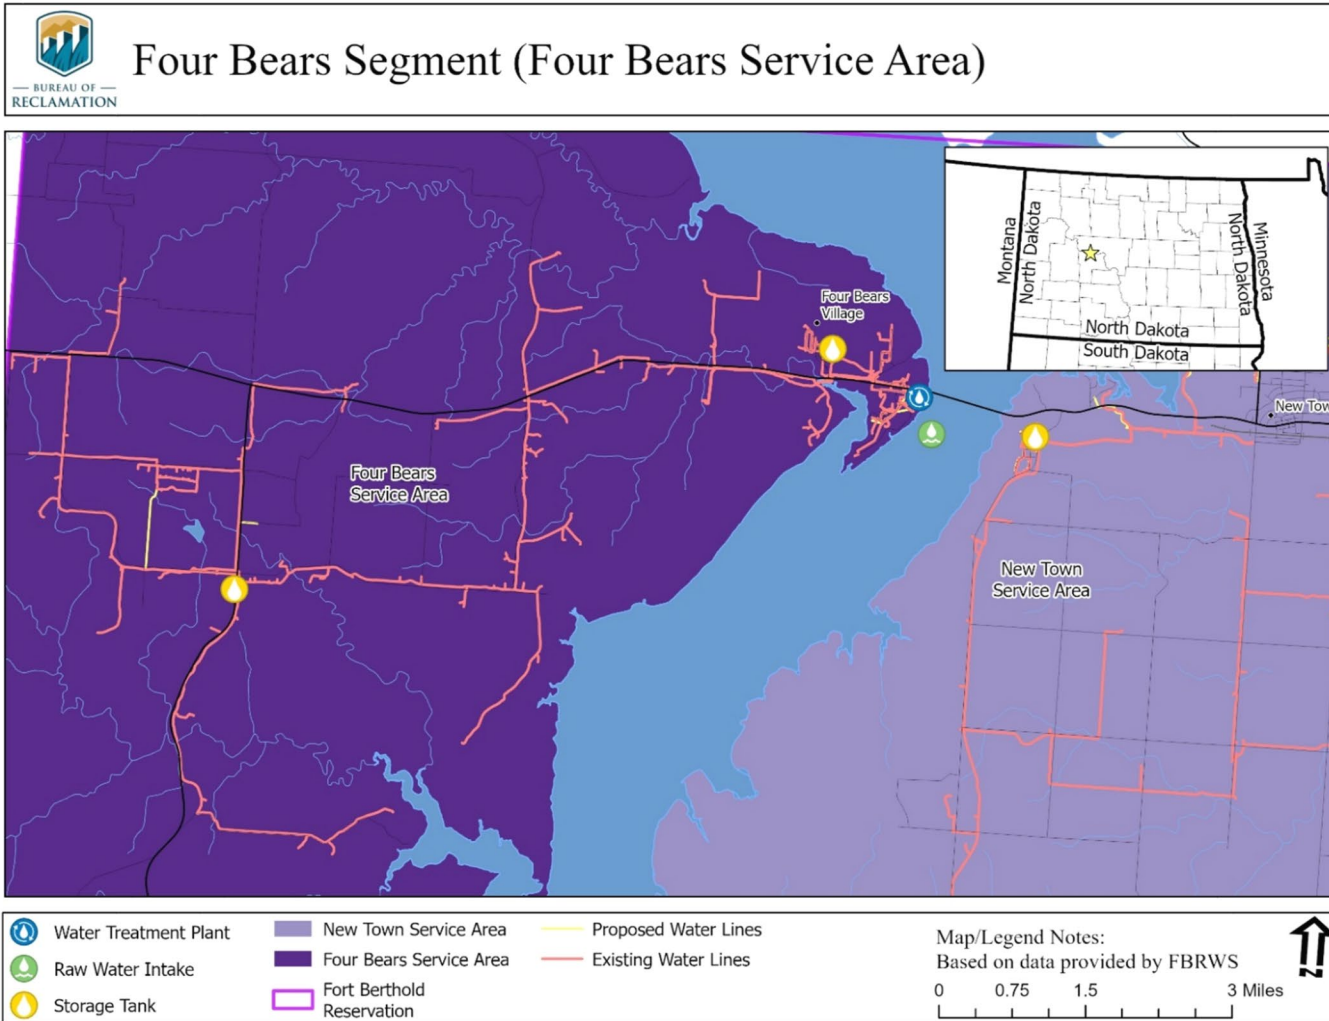 BUREAU OF
RECLAMATION
Four Bears Segment (Four Bears Service Area)
Montana
North Dakota
North Dakota
Minnesota
North Dakota
South Dakota
Four Bears
Village
New Tow
Four Bears
Service Area
New Town
Service Area
Water Treatment Plant
Raw Water Intake
Storage Tank
New Town Service Area
Four Bears Service Area
Fort Berthold
Reservation
Proposed Water Lines
Existing Water Lines
Map/Legend Notes:
Based on data provided by FBRWS
0 0.75 1.5 3 Miles
N